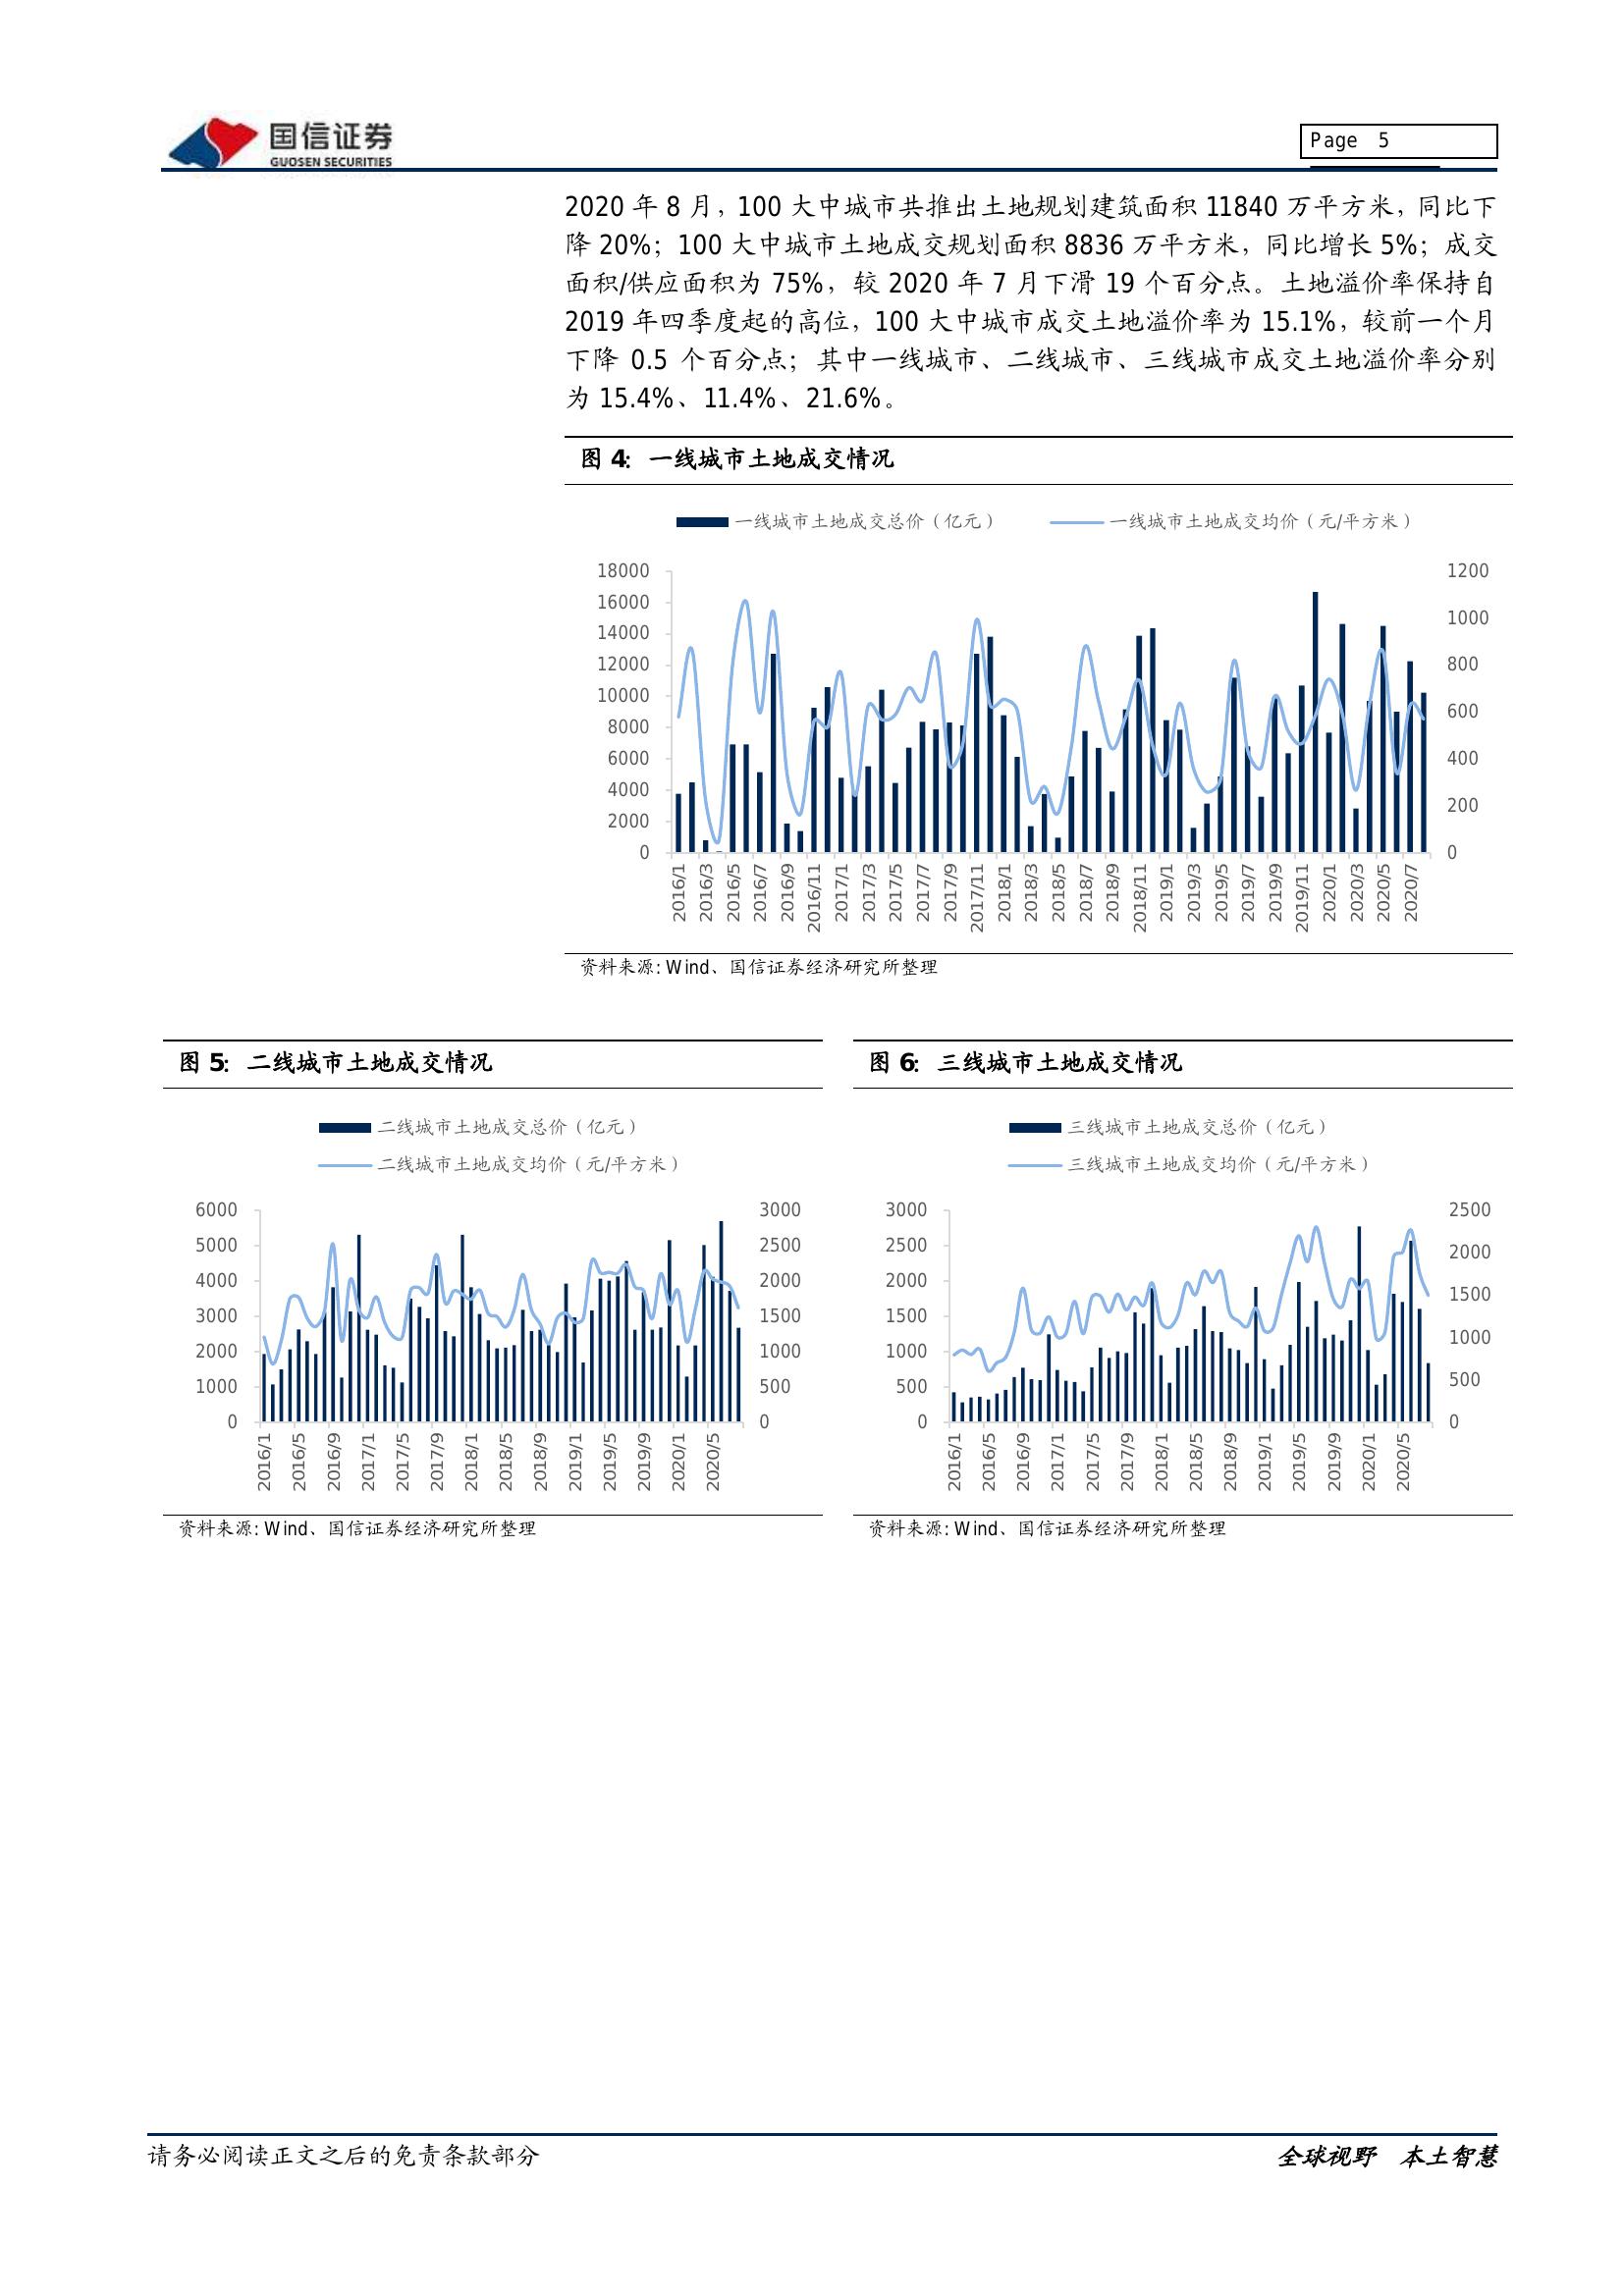 国信证券
GUOSEN SECURITIES
Page 5
2020 年 8 月，100 大中城市共推出土地规划建筑面积 11840 万平方米，同比下
降 20%；100 大中城市土地成交规划面积 8836 万平方米，同比增长 5%；成交
面积/供应面积为 75%，较 2020 年 7 月下滑 19 个百分点。土地溢价率保持自
2019 年四季度起的高位，100 大中城市成交土地溢价率为 15.1%，较前一个月
下降 0.5 个百分点；其中一线城市、二线城市、三线城市成交土地溢价率分别
为 15.4%、11.4%、21.6%。
图 4：一线城市土地成交情况
一线城市土地成交总价（亿元） 一线城市土地成交均价（元/平方米）
18000 1200
16000
14000 1000
12000 800
10000
8000 600
6000 400
4000
2000 200
0 0
2016/1 2016/3 2016/5 2016/7 2016/9 2016/11 2017/1 2017/3 2017/5 2017/7 2017/9 2017/11 2018/1 2018/3 2018/5 2018/7 2018/9 2018/11 2019/1 2019/3 2019/5 2019/7 2019/9 2019/11 2020/1 2020/3 2020/5 2020/7
资料来源: Wind、国信证券经济研究所整理
图 5：二线城市土地成交情况
二线城市土地成交总价（亿元）
二线城市土地成交均价（元/平方米）
6000 3000
5000 2500
4000 2000
3000 1500
2000 1000
1000 500
0 0
2016/1 2016/5 2016/9 2017/1 2017/5 2017/9 2018/1 2018/5 2018/9 2019/1 2019/5 2019/9 2020/1 2020/5
资料来源: Wind、国信证券经济研究所整理
图 6：三线城市土地成交情况
三线城市土地成交总价（亿元）
三线城市土地成交均价（元/平方米）
3000 2500
2500 2000
2000 1500
1500
1000 1000
500 500
0 0
2016/1 2016/5 2016/9 2017/1 2017/5 2017/9 2018/1 2018/5 2018/9 2019/1 2019/5 2019/9 2020/1 2020/5
资料来源: Wind、国信证券经济研究所整理
请务必阅读正文之后的免责条款部分
全球视野 本土智慧